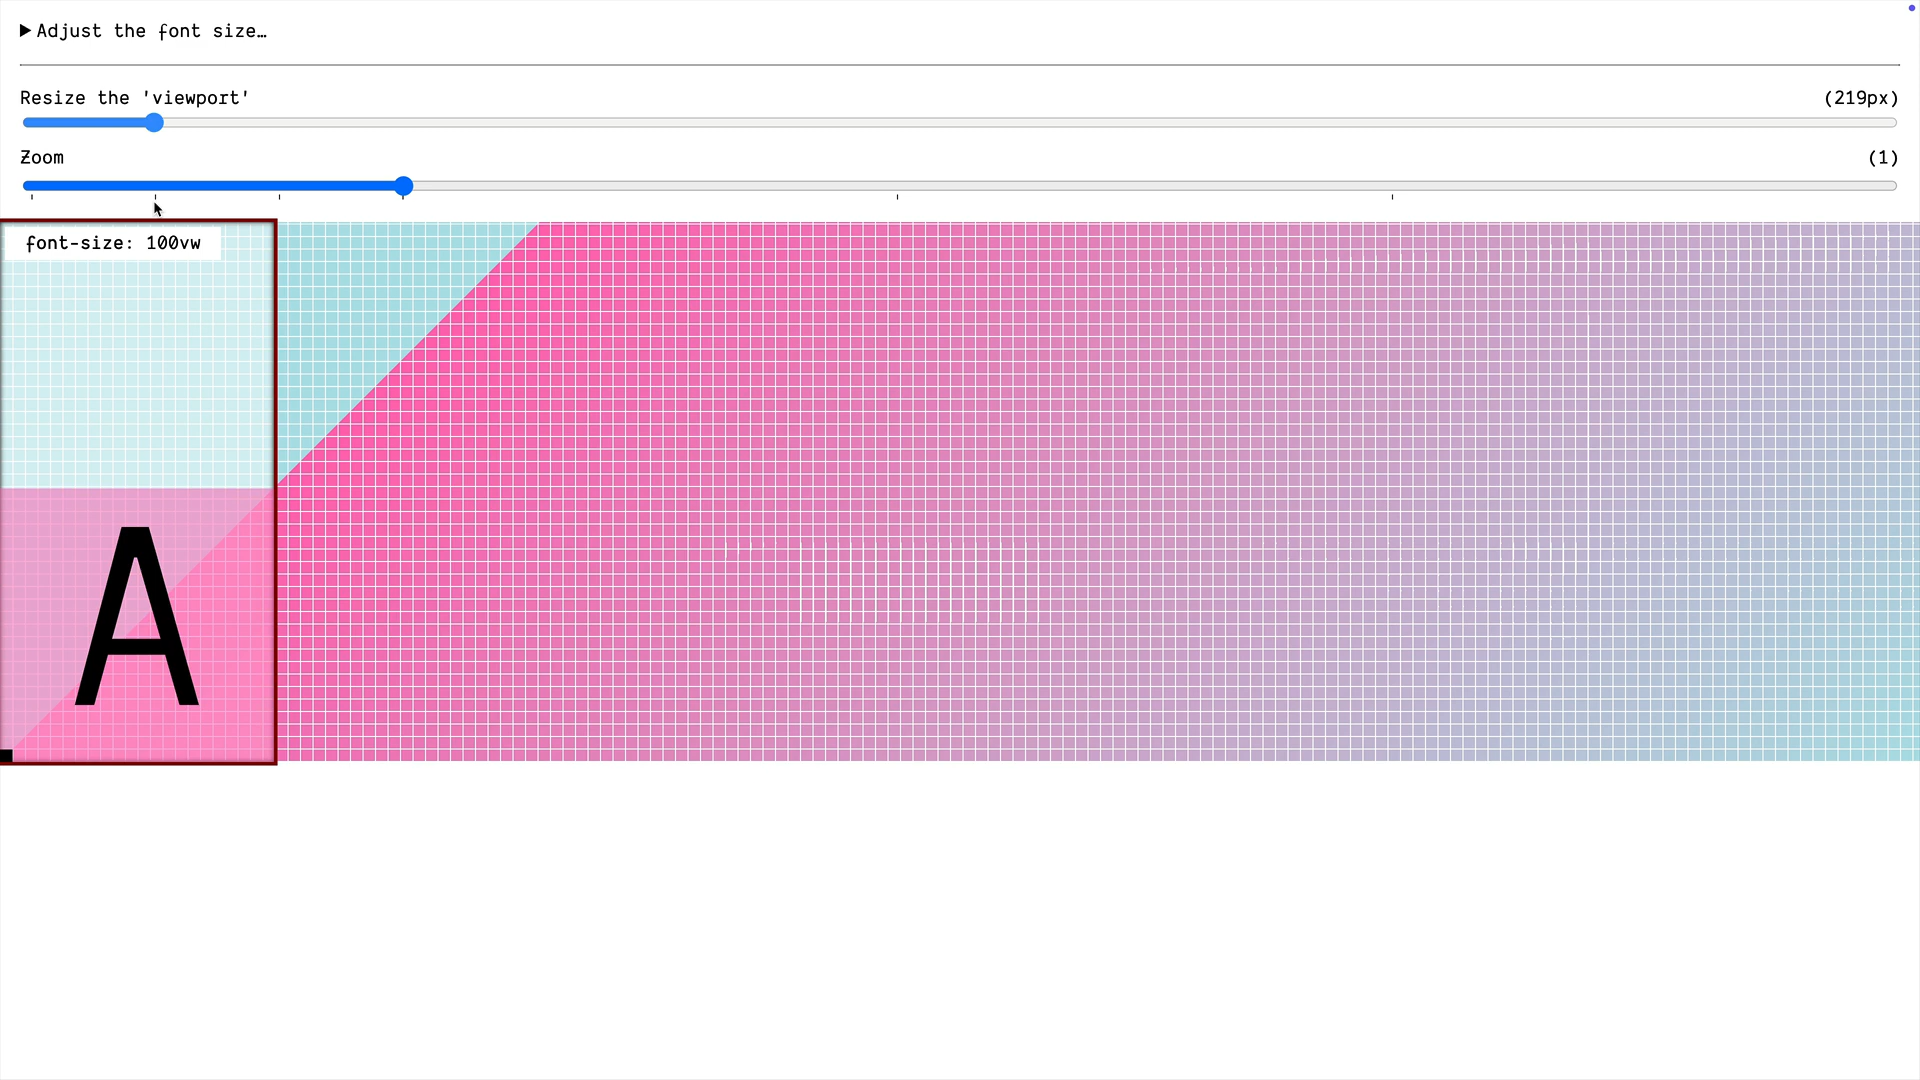 Adjust the font size…
Resize the 'viewport' (219px)
Zoom (1)
font-size: 100vw
A